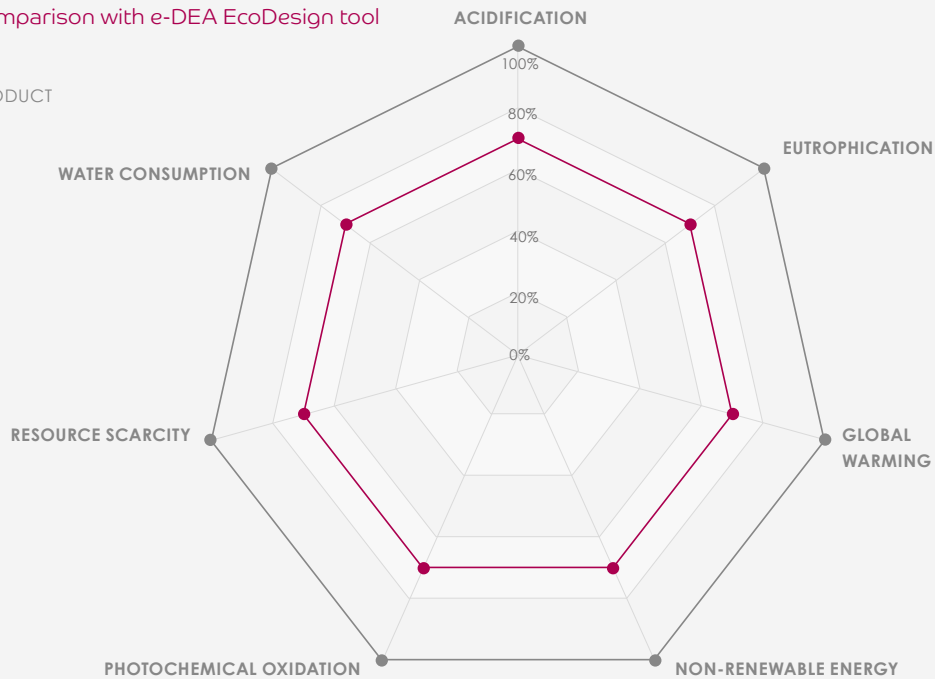 mparison with e-DEA EcoDesign tool
ODUCT
ACIDIFICATION
100%
80%
60%
40%
20%
0%
EUTROPHICATION
WATER CONSUMPTION
RESOURCE SCARCITY
GLOBAL
WARMING
PHOTOCHEMICAL OXIDATION
NON-RENEWABLE ENERGY